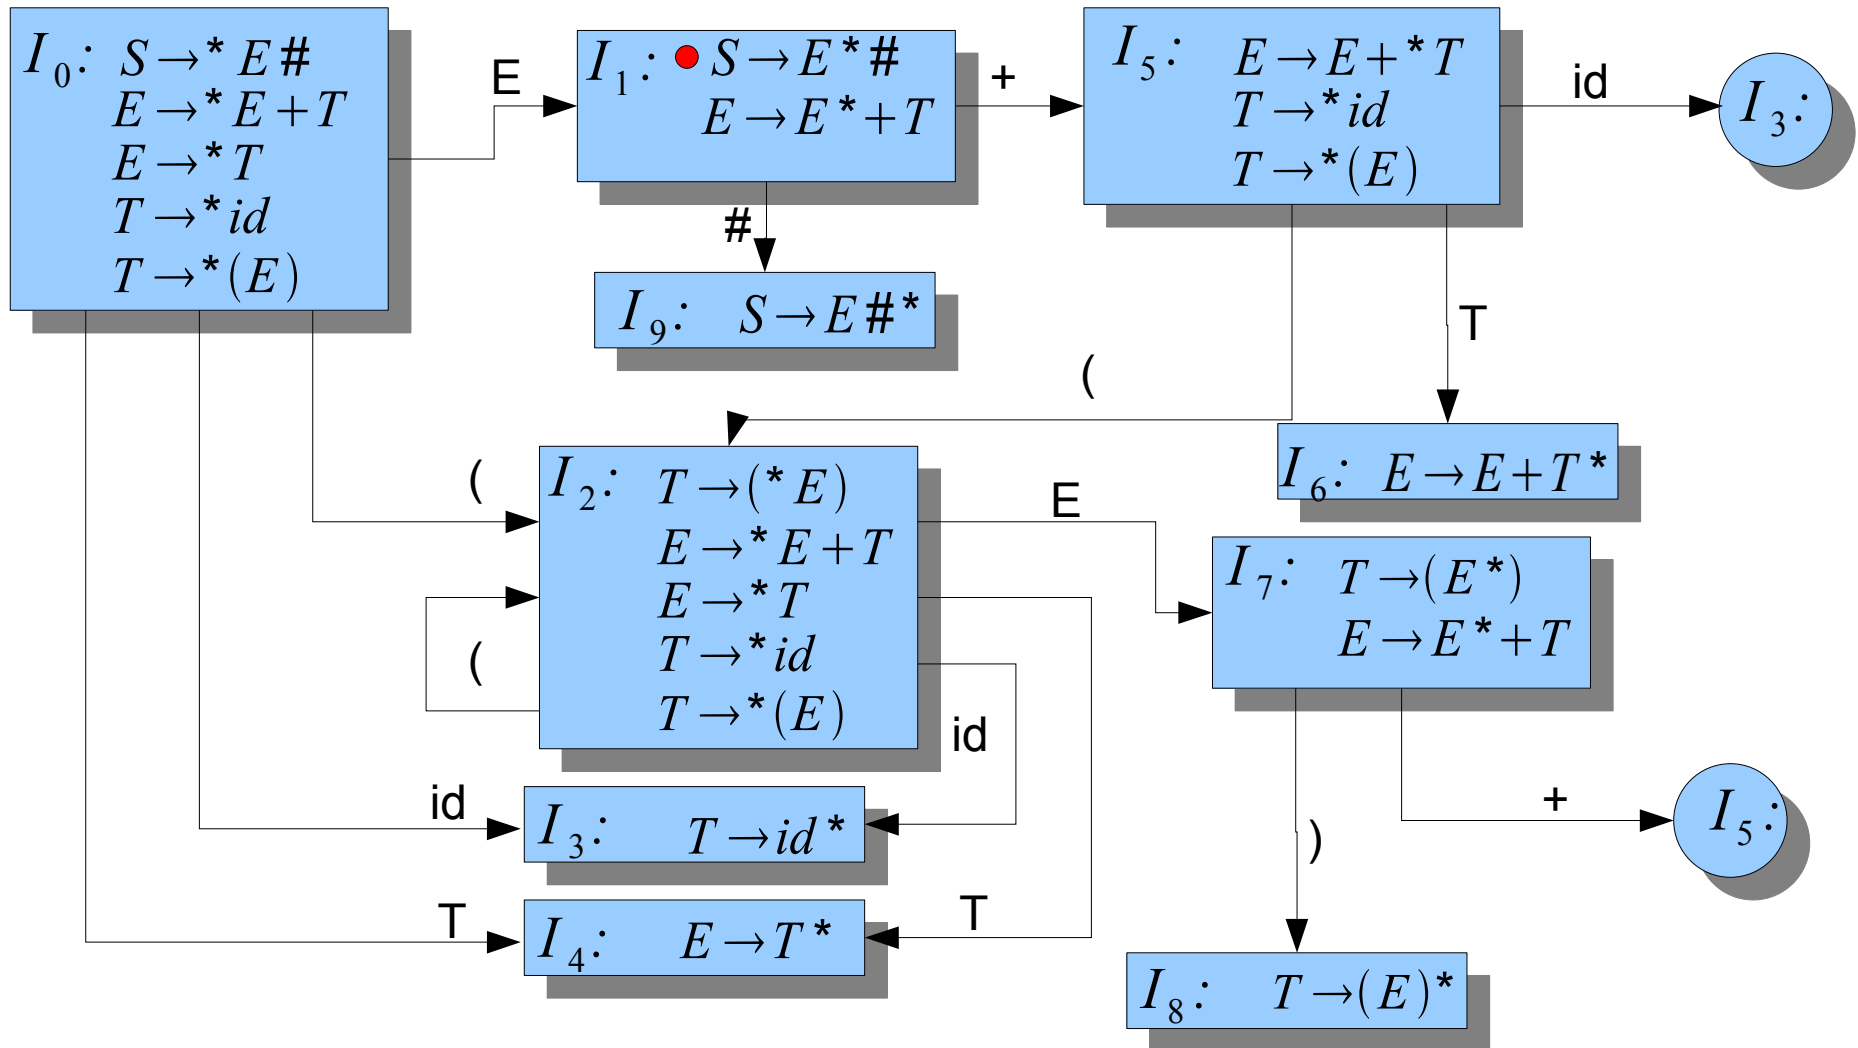 I₀: S→* E #
E→* E+T
E→* T
T→* id
T→* (E)
E
I₁: S→E * #
E→E * +T
+
I₅: E→E+ * T
T→* id
T→* (E)
id
I₃:
#
I₉: S→E # *
T
(
I₆: E→E+T *
(
I₂: T→( * E)
E→* E+T
E→* T
T→* id
T→* (E)
E
I₇: T→(E * )
E→E * +T
(
id
id
I₃: T→id *
+
I₅:
)
T
I₄: E→T *
T
I₈: T→(E) *